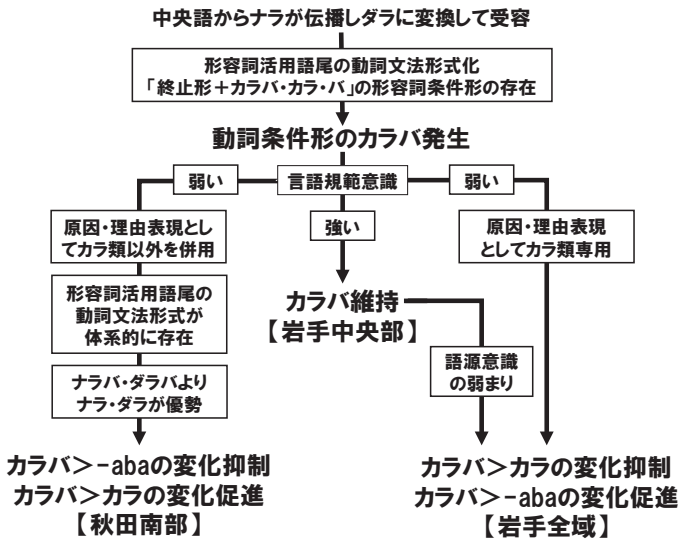 中央語からナラが伝播しダラに変換して受容
形容詞活用語尾の動詞文法形式化
「終止形＋カラバ・カラ・バ」の形容詞条件形の存在
動詞条件形のカラバ発生
弱い
言語規範意識
弱い
原因・理由表現とし
てカラ類以外を併用
強い
原因・理由表現
としてカラ類専用
形容詞活用語尾の
動詞文法形式が
体系的に存在
カラバ維持
【岩手中央部】
語源意識
の弱まり
ナラバ・ダラバより
ナラ・ダラが優勢
カラバ＞-abaの変化抑制
カラバ＞カラの変化促進
【秋田南部】
カラバ＞カラの変化抑制
カラバ＞-abaの変化促進
【岩手全域】